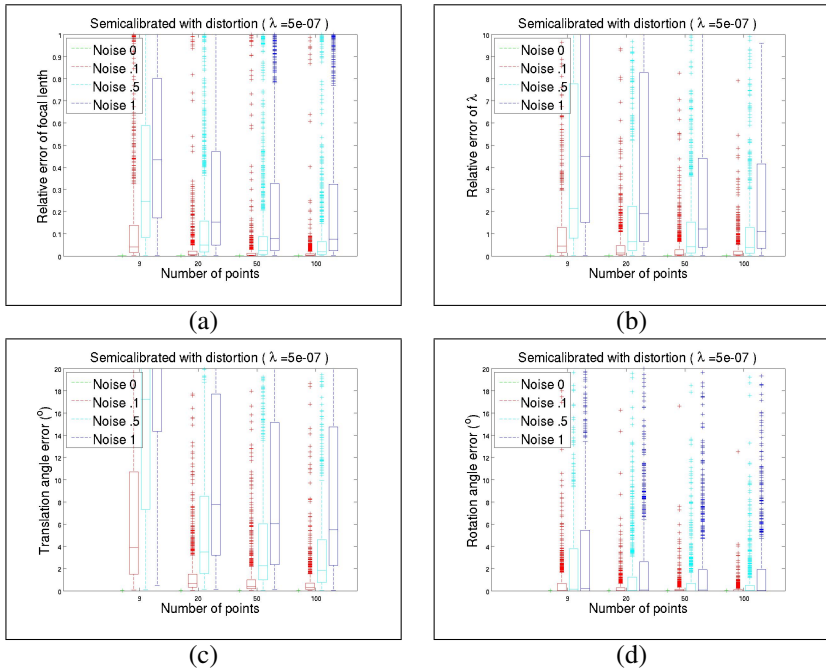 Semicalibrated with distortion ( λ =5e-07 )
Noise 0
Noise .1
Noise .5
Noise 1
Relative error of focal lenth
1
0.9
0.8
0.7
0.6
0.5
0.4
0.3
0.2
0.1
0
9 20 50 100
Number of points
(a)
Semicalibrated with distortion ( λ =5e-07 )
Noise 0
Noise .1
Noise .5
Noise 1
Relative error of λ
10
9
8
7
6
5
4
3
2
1
0
9 20 50 100
Number of points
(b)
Semicalibrated with distortion ( λ =5e-07 )
Noise 0
Noise .1
Noise .5
Noise 1
Translation angle error (⁰)
20
18
16
14
12
10
8
6
4
2
0
9 20 50 100
Number of points
(c)
Semicalibrated with distortion ( λ =5e-07 )
Noise 0
Noise .1
Noise .5
Noise 1
Rotation angle error (⁰)
20
18
16
14
12
10
8
6
4
2
0
9 20 50 100
Number of points
(d)